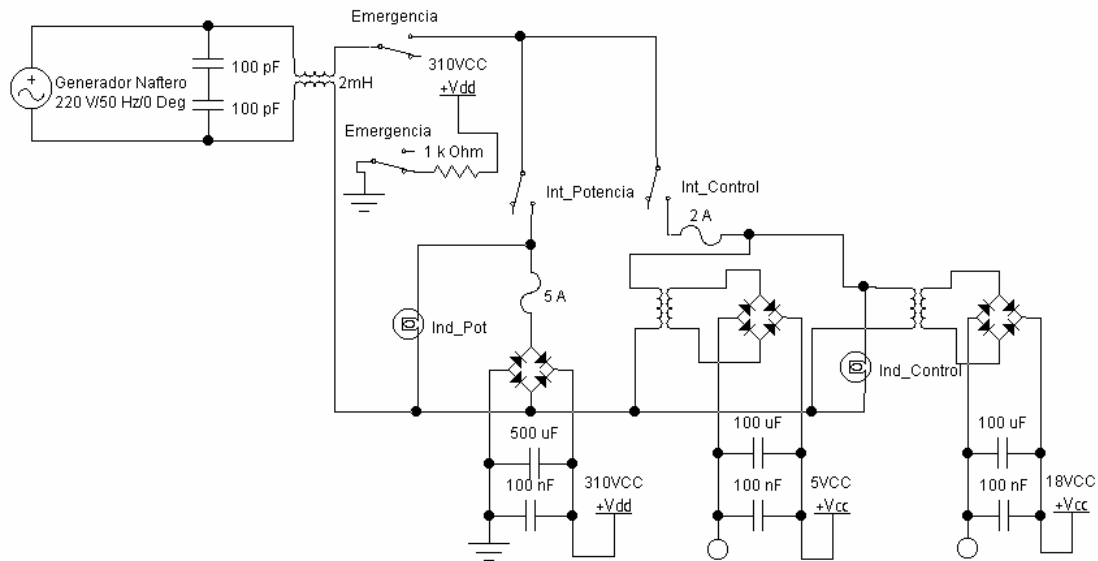 Emergencia
100 pF
Generador Naftero
220 V/50 Hz/0 Deg
100 pF
2mH
310VCC
+Vdd
Emergencia
1 k Ohm
Int_Potencia
Int_Control
2 A
5 A
Ind_Pot
Ind_Control
500 uF
100 nF
310VCC
+Vdd
100 uF
100 nF
5VCC
+Vcc
100 uF
100 nF
18VCC
+Vcc